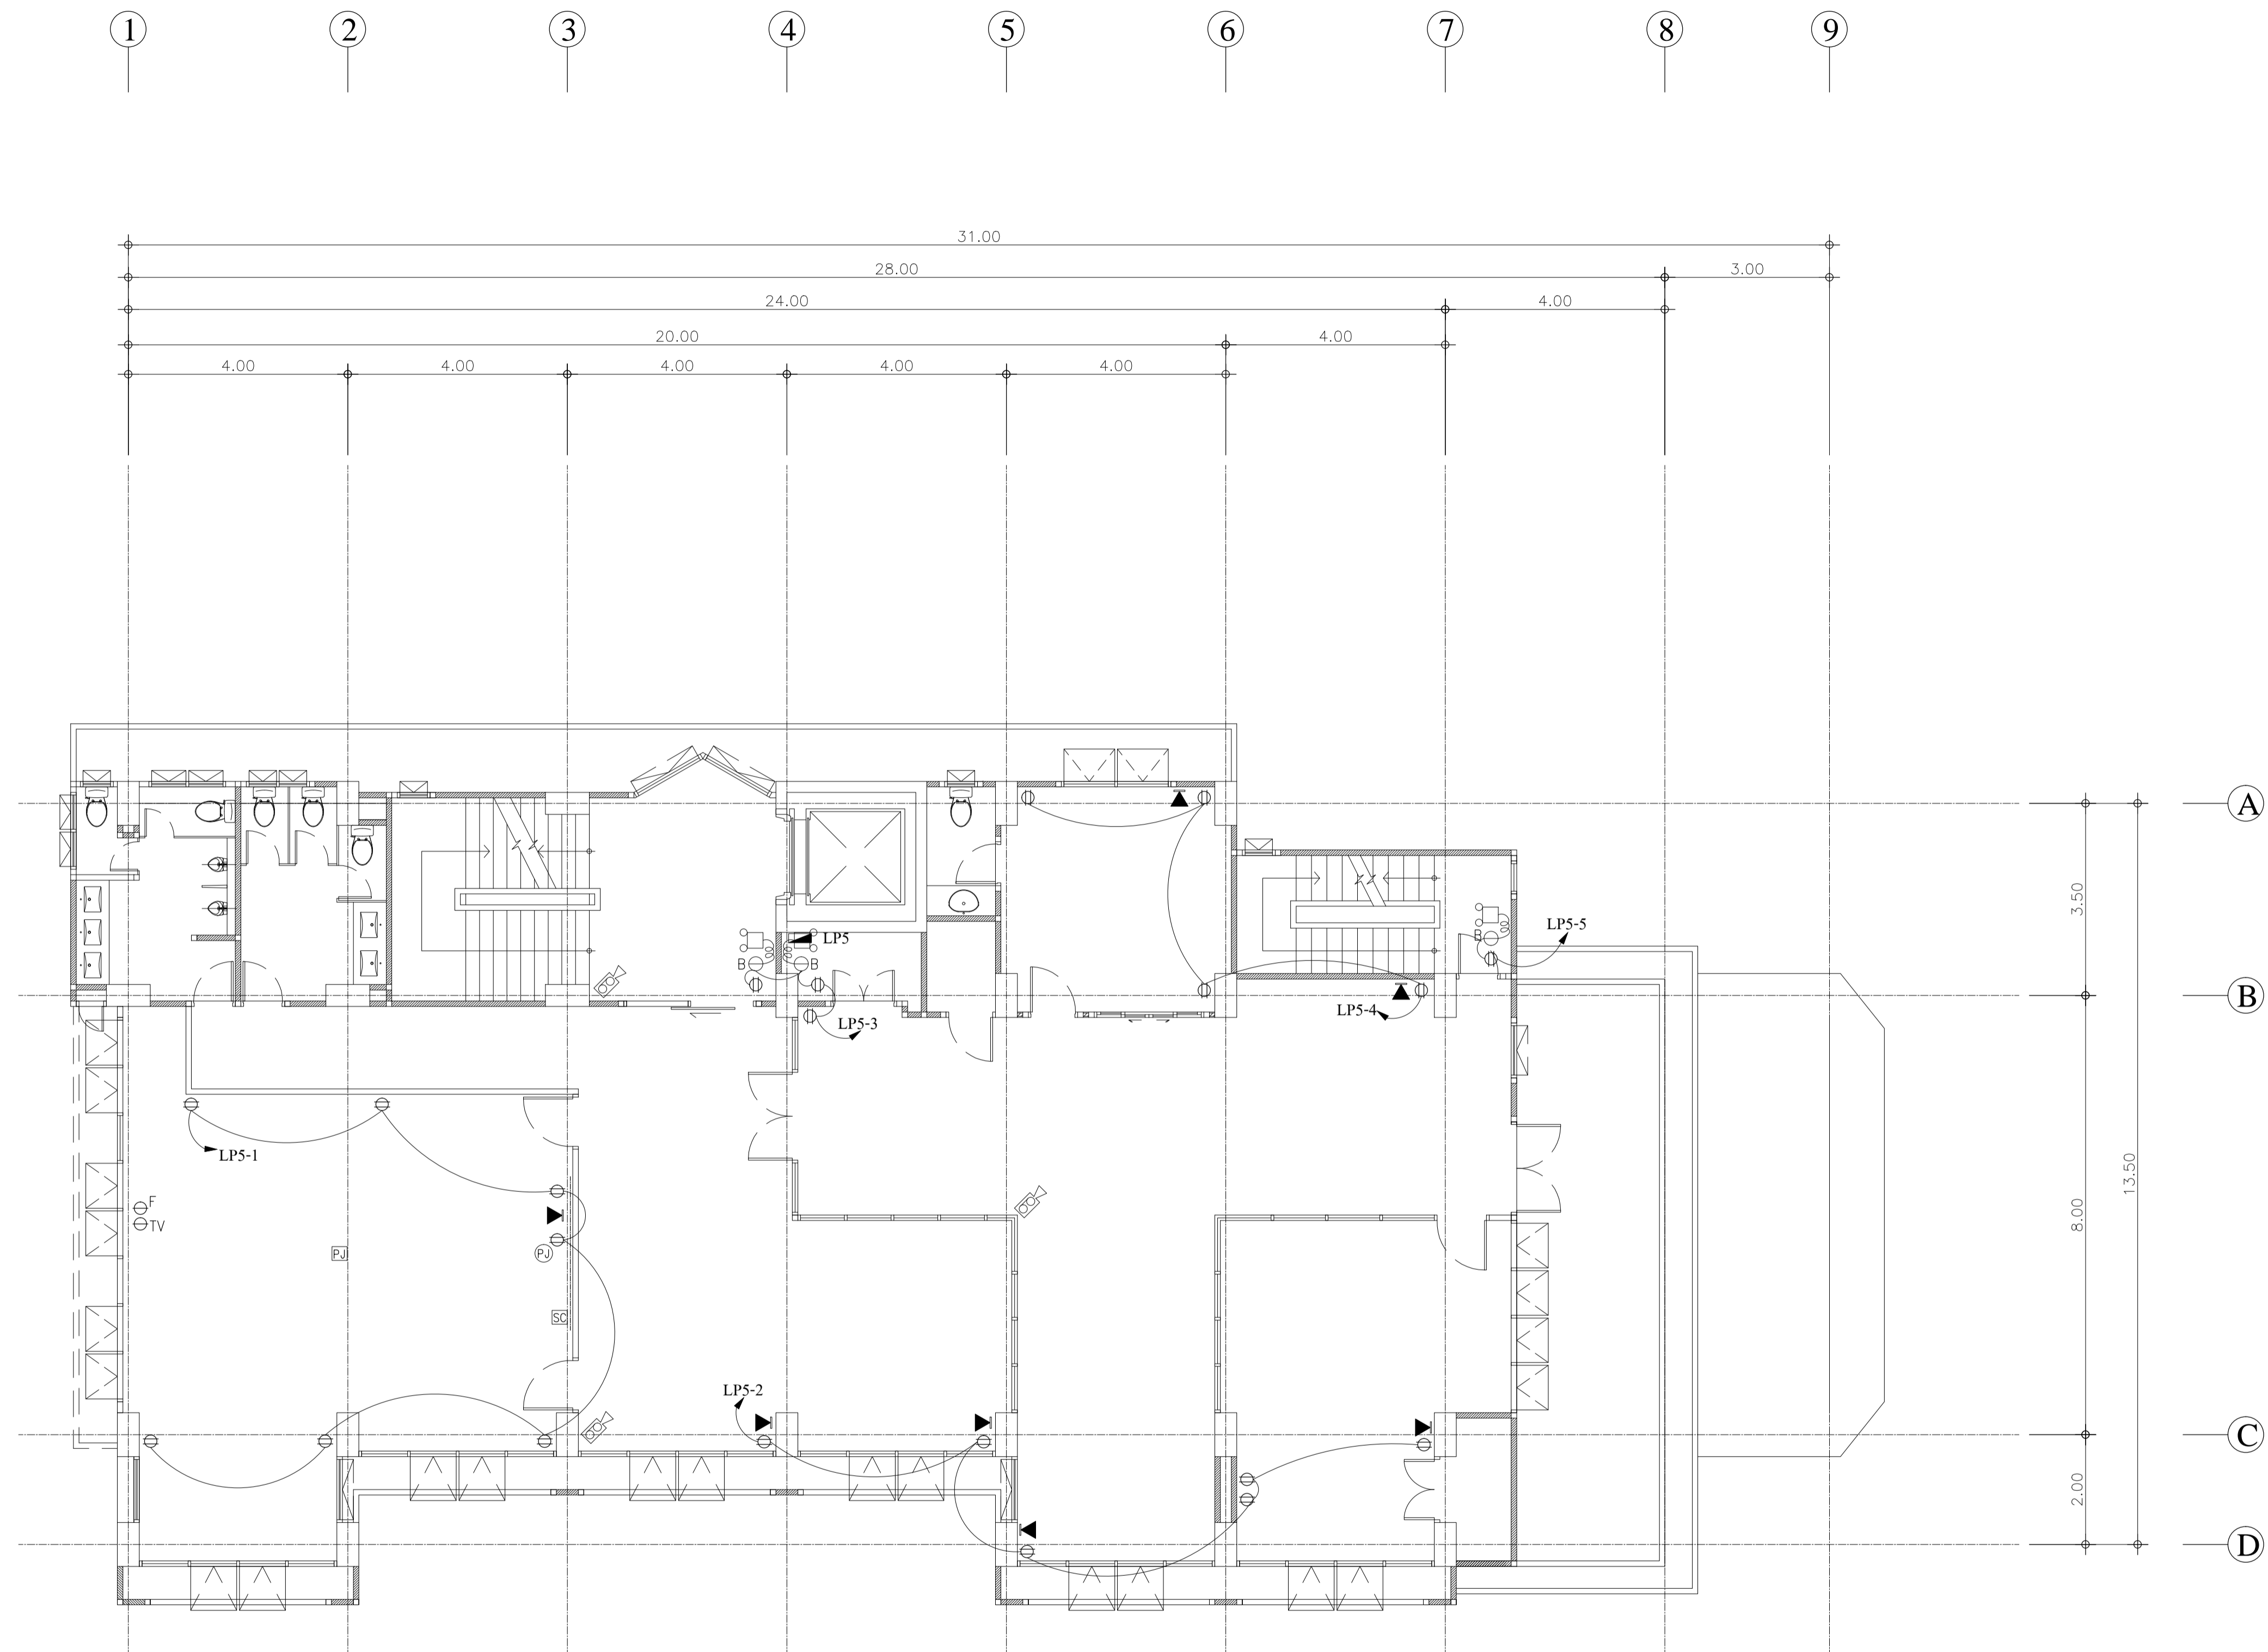 1 2 3 4 5 6 7 8 9
31.00
28.00 3.00
24.00 4.00
20.00 4.00
4.00 4.00 4.00 4.00 4.00
A
3.50
LP5-5
B
LP5
B B
B
LP5-3
LP5-4
LP5-1
13.50
F
TV
8.00
PJ PJ
SC
LP5-2
C
2.00
D